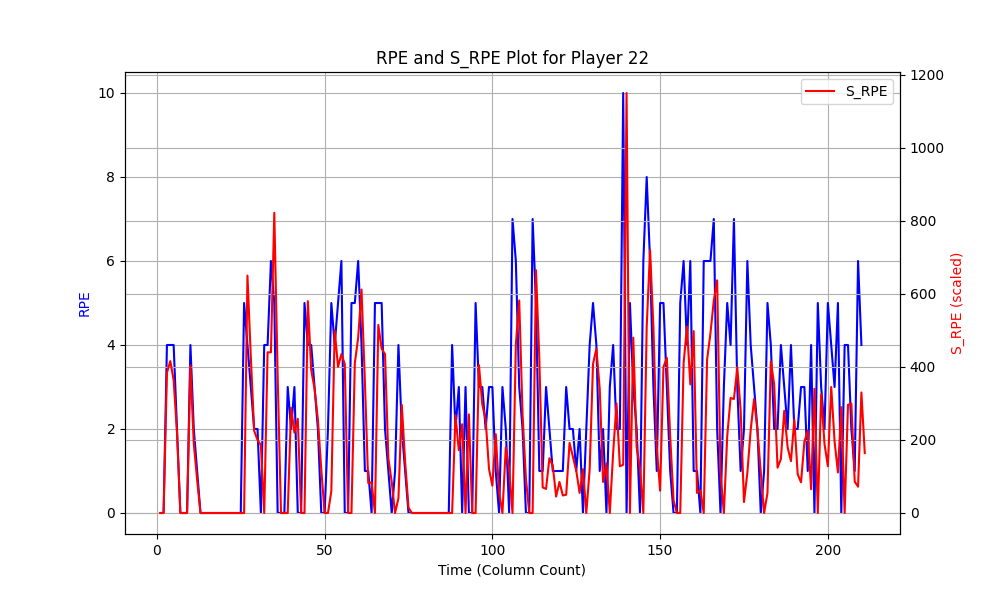 RPE and S_RPE Plot for Player 22
S_RPE
10
8
6
4
2
0
RPE
1200
1000
800
600
400
200
0
S_RPE (scaled)
0 50 100 150 200
Time (Column Count)